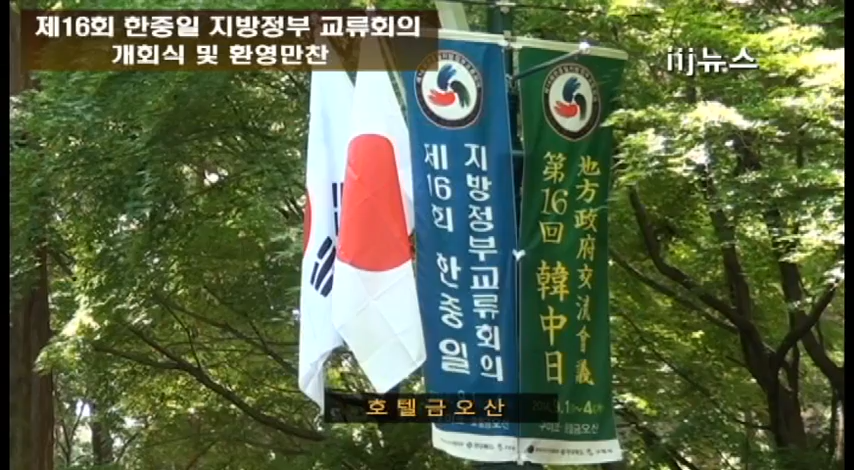 제16회 한중일 지방정부 교류회의
개회식 및 환영만찬
iij뉴스
제16회 한중일
지방정부교류회의
第16回 韓中日
地方政府交流會議
호텔금오산